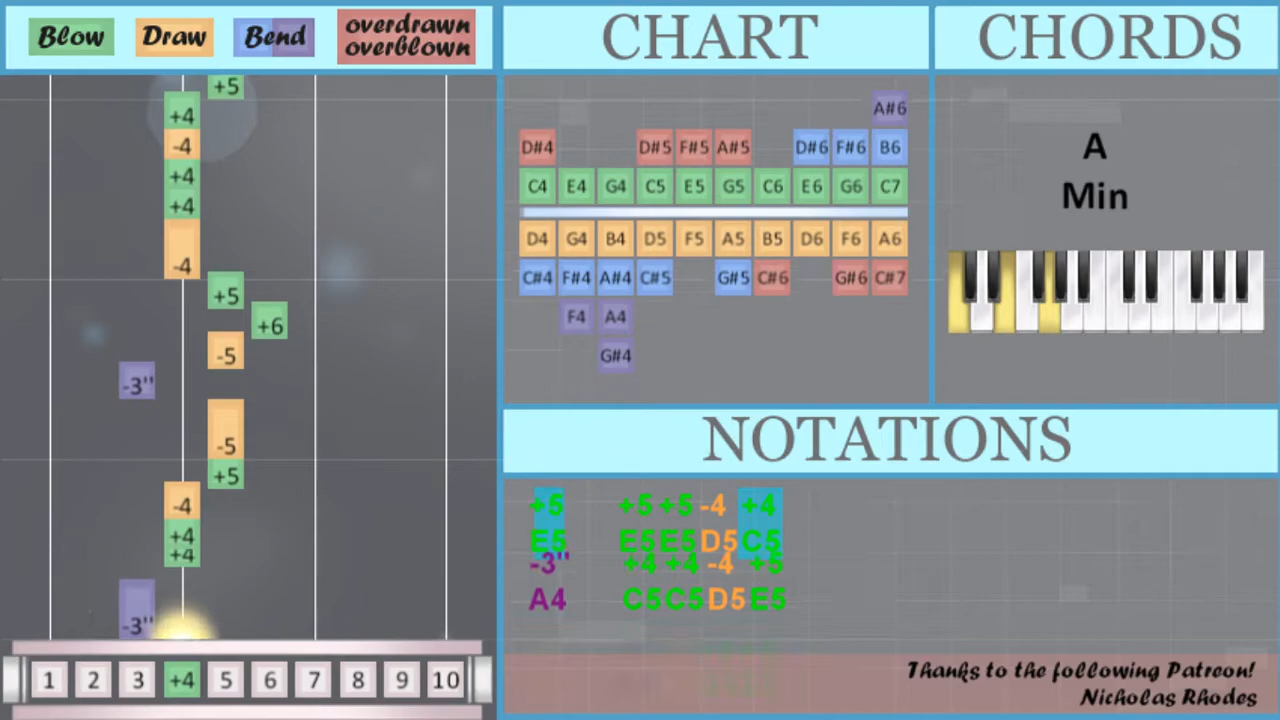 Blow Draw Bend overdrawn
overblown
CHART
CHORDS
+5
+4
-4
+4
+4
-4
+5
+6
-5
-3"
-5
+5
-4
+4
+4
-3"
1 2 3 +4 5 6 7 8 9 10
A#6
D#4 D#5 F#5 A#5 D#6 F#6 B6
C4 E4 G4 C5 E5 G5 C6 E6 G6 C7
D4 G4 B4 D5 F5 A5 B5 D6 F6 A6
C#4 F#4 A#4 C#5 G#5 C#6 G#6 C#7
F4 A4
G#4
A
Min
NOTATIONS
+5 +5 +5 -4 +4
E5 E5 E5 D5 C5
-3" +4 +4 -4 +5
A4 C5 C5 D5 E5
Thanks to the following Patreon!
Nicholas Rhodes